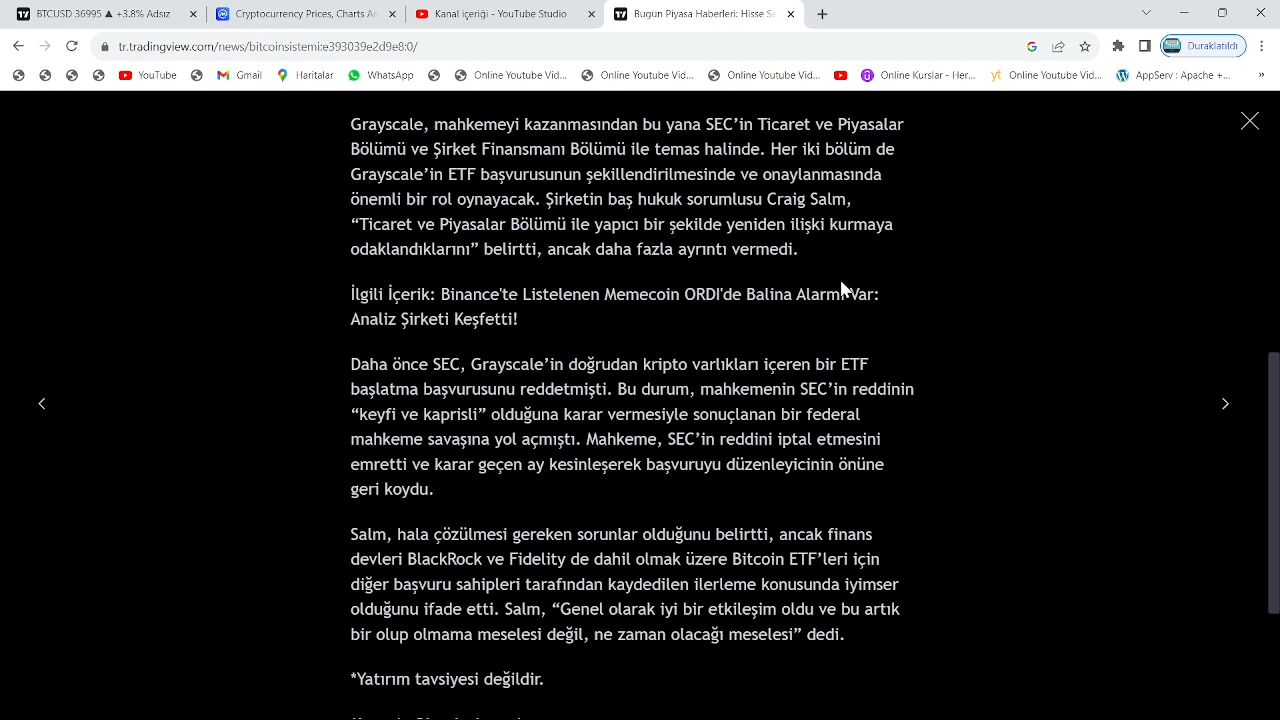 BTCUSD 36995 ▲ +3.8% Adsız
Cryptocurrency Prices, Charts An
Kanal içeriği - YouTube Studio
Bugün Piyasa Haberleri: Hisse Se
tr.tradingview.com/news/bitcoinsistemi:e293039e2d9e8:0/
Duraklatıldı
YouTube
Gmail
Haritalar
WhatsApp
Online Youtube Vid...
Online Youtube Vid...
Online Youtube Vid...
Online Kurslar - Her...
yt Online Youtube Vid...
AppServ : Apache +...
»
Grayscale, mahkemeyi kazanmasından bu yana SEC’in Ticaret ve Piyasalar
Bölümü ve Şirket Finansmanı Bölümü ile temas halinde. Her iki bölüm de
Grayscale’in ETF başvurusunun şekillendirilmesinde ve onaylanmasında
önemli bir rol oynayacak. Şirketin baş hukuk sorumlusu Craig Salm,
“Ticaret ve Piyasalar Bölümü ile yapıcı bir şekilde yeniden ilişki kurmaya
odaklandıklarını” belirtti, ancak daha fazla ayrıntı vermedi.
İlgili İçerik: Binance'te Listelenen Memecoin ORDI'de Balina Alarmı Var:
Analiz Şirketi Keşfetti!
Daha önce SEC, Grayscale’in doğrudan kripto varlıkları içeren bir ETF
başlatma başvurusunu reddetmişti. Bu durum, mahkemenin SEC’in reddinin
“keyfi ve kaprisli” olduğuna karar vermesiyle sonuçlanan bir federal
mahkeme savaşına yol açmıştı. Mahkeme, SEC’in reddini iptal etmesini
emretti ve karar geçen ay kesinleşerek başvuruyu düzenleyicinin önüne
geri koydu.
Salm, hala çözülmesi gereken sorunlar olduğunu belirtti, ancak finans
devleri BlackRock ve Fidelity de dahil olmak üzere Bitcoin ETF’leri için
diğer başvuru sahipleri tarafından kaydedilen ilerleme konusunda iyimser
olduğunu ifade etti. Salm, “Genel olarak iyi bir etkileşim oldu ve bu artık
bir olup olmama meselesi değil, ne zaman olacağı meselesi” dedi.
*Yatırım tavsiyesi değildir.